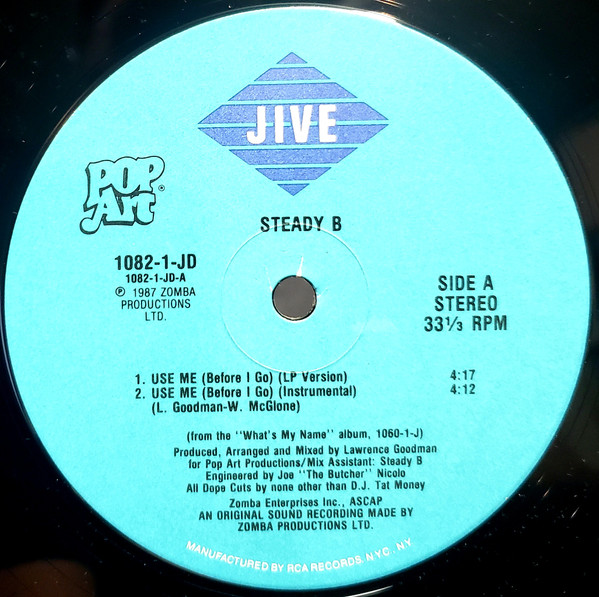 JIVE
POP
Art®
STEADY B
1082-1-JD
1082-1-JD-A
℗ 1987 ZOMBA
PRODUCTIONS
LTD.
SIDE A
STEREO
33⅓ RPM
1. USE ME (Before I Go) (LP Version) 4:17
2. USE ME (Before I Go) (Instrumental) 4:12
(L. Goodman-W. McGlone)
(from the "What's My Name" album, 1060-1-J)
Produced, Arranged and Mixed by Lawrence Goodman
for Pop Art Productions/Mix Assistant: Steady B
Engineered by Joe "The Butcher" Nicolo
All Dope Cuts by none other than D.J. Tat Money
Zomba Enterprises Inc., ASCAP
AN ORIGINAL SOUND RECORDING MADE BY
ZOMBA PRODUCTIONS LTD.
MANUFACTURED BY RCA RECORDS, N.Y.C., N.Y.